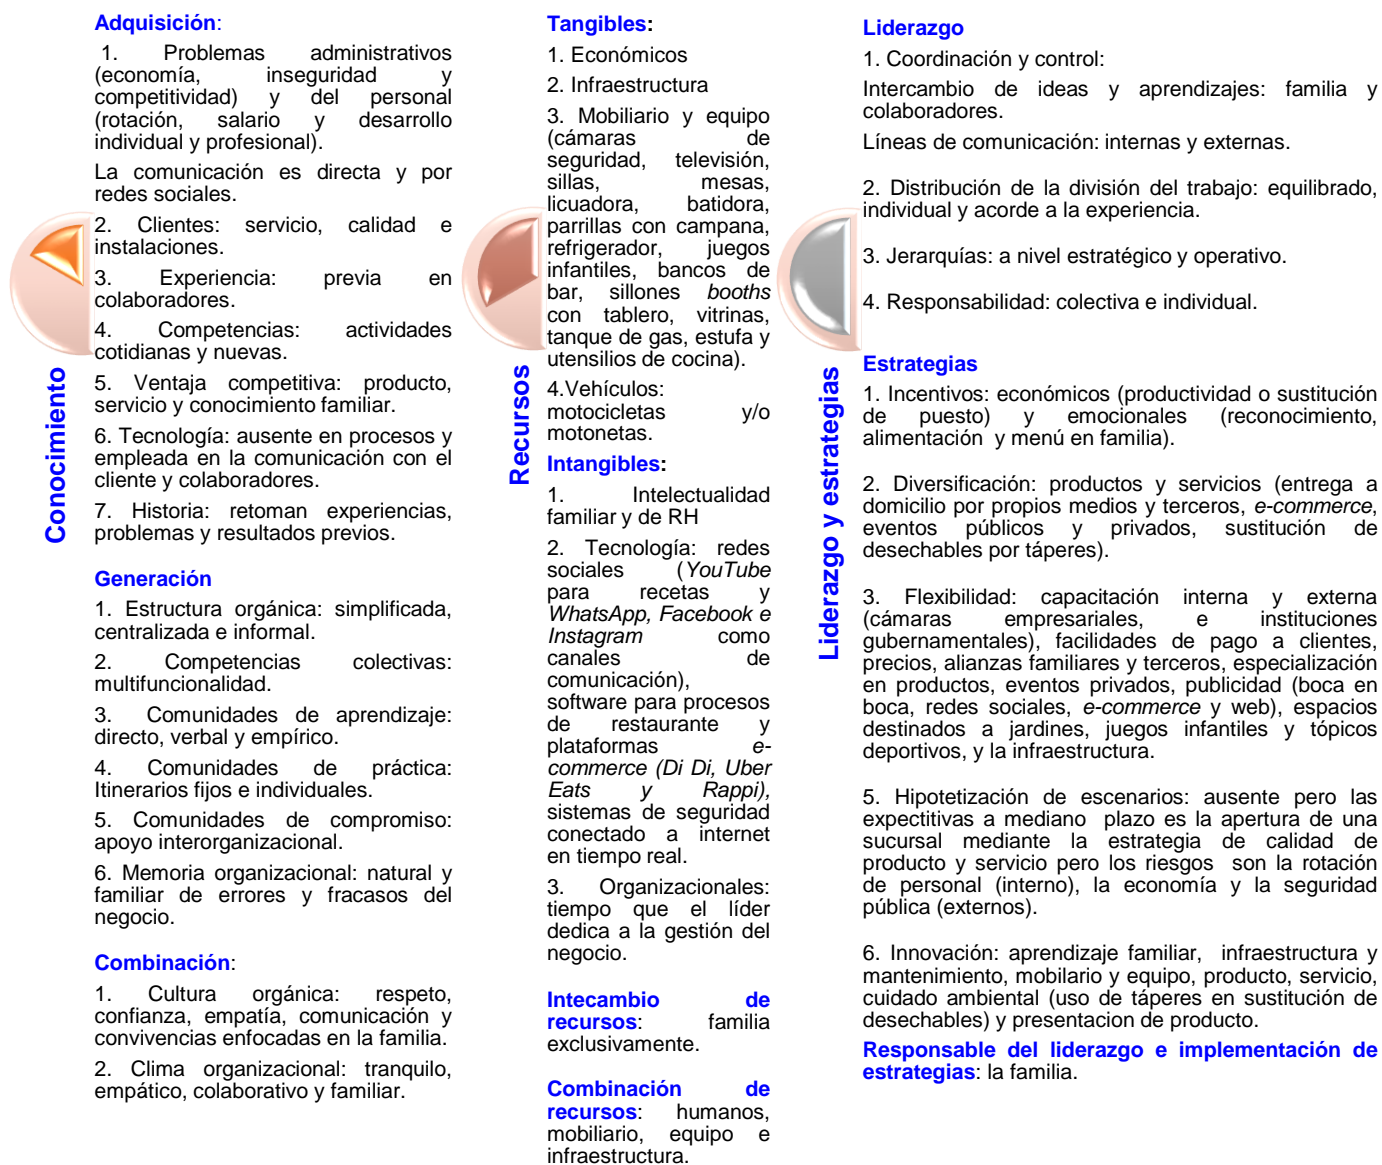 Conocimiento
Adquisición:
1. Problemas administrativos
(economía, inseguridad y
competitividad) y del personal
(rotación, salario y desarrollo
individual y profesional).
La comunicación es directa y por
redes sociales.
2. Clientes: servicio, calidad e
instalaciones.
3. Experiencia: previa en
colaboradores.
4. Competencias: actividades
cotidianas y nuevas.
5. Ventaja competitiva: producto,
servicio y conocimiento familiar.
6. Tecnología: ausente en procesos y
empleada en la comunicación con el
cliente y colaboradores.
7. Historia: retoman experiencias,
problemas y resultados previos.
Generación
1. Estructura orgánica: simplificada,
centralizada e informal.
2. Competencias colectivas:
multifuncionalidad.
3. Comunidades de aprendizaje:
directo, verbal y empírico.
4. Comunidades de práctica:
Itinerarios fijos e individuales.
5. Comunidades de compromiso:
apoyo interorganizacional.
6. Memoria organizacional: natural y
familiar de errores y fracasos del
negocio.
Combinación:
1. Cultura orgánica: respeto,
confianza, empatía, comunicación y
convivencias enfocadas en la familia.
2. Clima organizacional: tranquilo,
empático, colaborativo y familiar.
Recursos
Tangibles:
1. Económicos
2. Infraestructura
3. Mobiliario y equipo
(cámaras de
seguridad, televisión,
sillas, mesas,
licuadora, batidora,
parrillas con campana,
refrigerador, juegos
infantiles, bancos de
bar, sillones booths
con tablero, vitrinas,
tanque de gas, estufa y
utensilios de cocina).
4.Vehículos:
motocicletas y/o
motonetas.
Intangibles:
1. Intelectualidad
familiar y de RH
2. Tecnología: redes
sociales (YouTube
para recetas y
WhatsApp, Facebook e
Instagram como
canales de
comunicación),
software para procesos
de restaurante y
plataformas e-
commerce (Di Di, Uber
Eats y Rappi),
sistemas de seguridad
conectado a internet
en tiempo real.
3. Organizacionales:
tiempo que el líder
dedica a la gestión del
negocio.
Intecambio de
recursos: familia
exclusivamente.
Combinación de
recursos: humanos,
mobiliario, equipo e
infraestructura.
Liderazgo y estrategias
Liderazgo
1. Coordinación y control:
Intercambio de ideas y aprendizajes: familia y
colaboradores.
Líneas de comunicación: internas y externas.
2. Distribución de la división del trabajo: equilibrado,
individual y acorde a la experiencia.
3. Jerarquías: a nivel estratégico y operativo.
4. Responsabilidad: colectiva e individual.
Estrategias
1. Incentivos: económicos (productividad o sustitución
de puesto) y emocionales (reconocimiento,
alimentación y menú en familia).
2. Diversificación: productos y servicios (entrega a
domicilio por propios medios y terceros, e-commerce,
eventos públicos y privados, sustitución de
desechables por táperes).
3. Flexibilidad: capacitación interna y externa
(cámaras empresariales, e instituciones
gubernamentales), facilidades de pago a clientes,
precios, alianzas familiares y terceros, especialización
en productos, eventos privados, publicidad (boca en
boca, redes sociales, e-commerce y web), espacios
destinados a jardines, juegos infantiles y tópicos
deportivos, y la infraestructura.
5. Hipotetización de escenarios: ausente pero las
expectitivas a mediano plazo es la apertura de una
sucursal mediante la estrategia de calidad de
producto y servicio pero los riesgos son la rotación
de personal (interno), la economía y la seguridad
pública (externos).
6. Innovación: aprendizaje familiar, infraestructura y
mantenimiento, mobilario y equipo, producto, servicio,
cuidado ambiental (uso de táperes en sustitución de
desechables) y presentacion de producto.
Responsable del liderazgo e implementación de
estrategias: la familia.